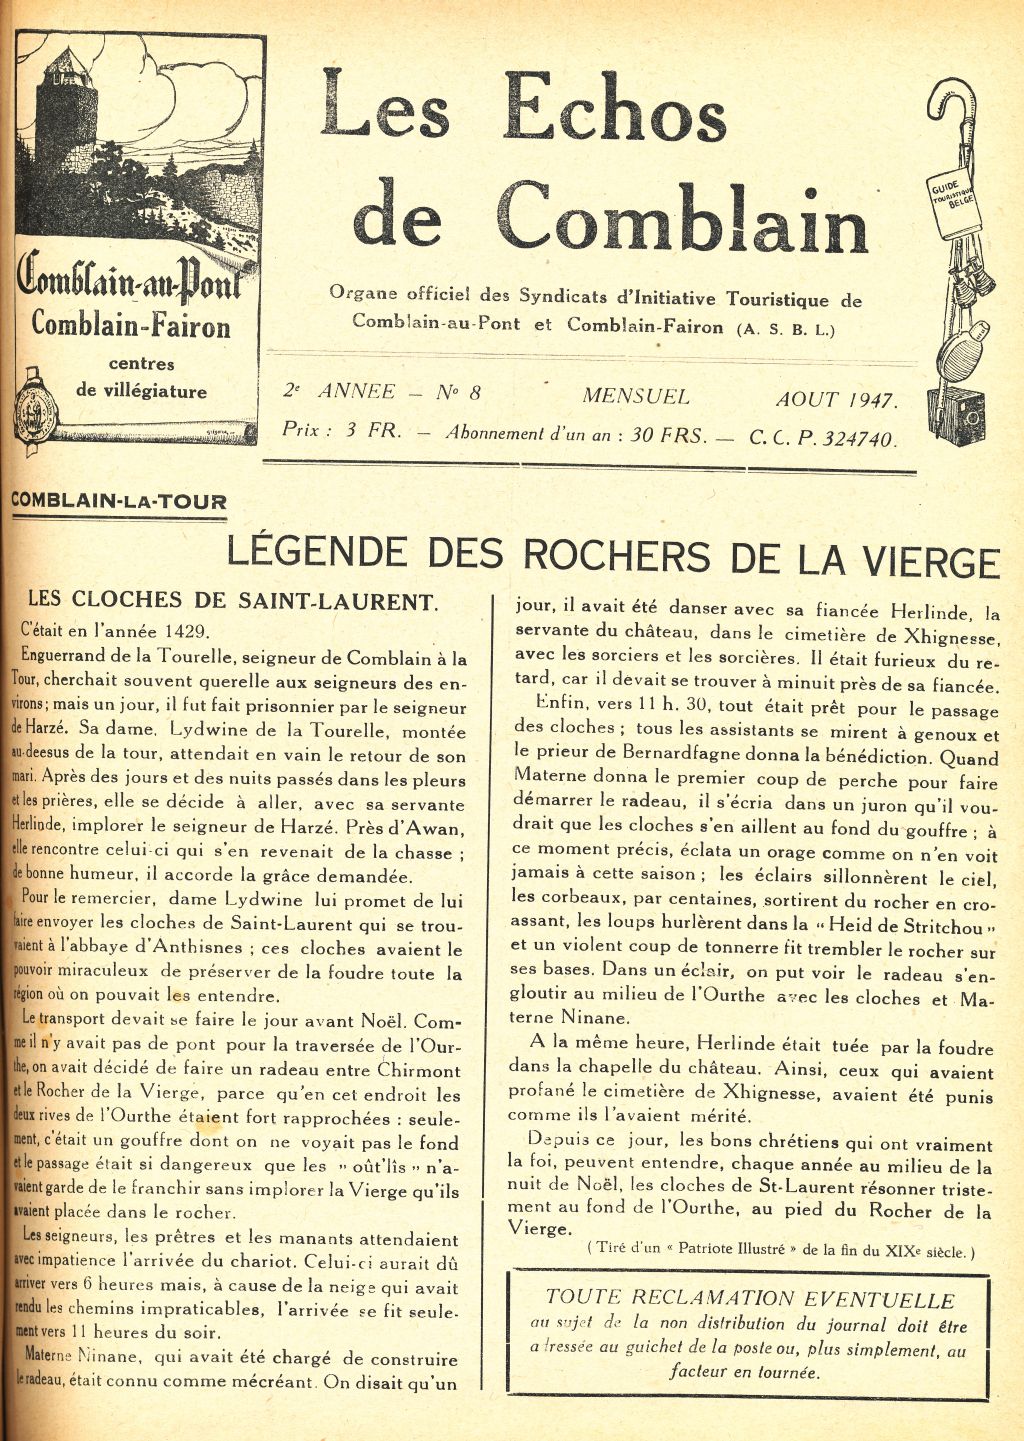 Les Echos
de Comblain
GUIDE
TOURISTIQUE
BELGE
Comblain-au-Pont
Comblain-Fairon
centres
de villégiature
Organe officiel des Syndicats d'Initiative Touristique de
Comblain-au-Pont et Comblain-Fairon (A. S. B. L.)
2e ANNEE — No 8 MENSUEL AOUT 1947.
Prix : 3 FR. — Abonnement d'un an : 30 FRS. — C. C. P. 324740.
COMBLAIN-LA-TOUR
LÉGENDE DES ROCHERS DE LA VIERGE
LES CLOCHES DE SAINT-LAURENT.
C'était en l'année 1429.
Enguerrand de la Tourelle, seigneur de Comblain à la
Tour, cherchait souvent querelle aux seigneurs des en-
virons ; mais un jour, il fut fait prisonnier par le seigneur
de Harzé. Sa dame, Lydwine de la Tourelle, montée
au-deesus de la tour, attendait en vain le retour de son
mari. Après des jours et des nuits passés dans les pleurs
et les prières, elle se décide à aller, avec sa servante
Herlinde, implorer le seigneur de Harzé. Près d'Awan,
elle rencontre celui-ci qui s'en revenait de la chasse ;
de bonne humeur, il accorde la grâce demandée.
Pour le remercier, dame Lydwine lui promet de lui
faire envoyer les cloches de Saint-Laurent qui se trou-
vaient à l'abbaye d'Anthisnes ; ces cloches avaient le
pouvoir miraculeux de préserver de la foudre toute la
région où on pouvait les entendre.
Le transport devait se faire le jour avant Noël. Com-
me il n'y avait pas de pont pour la traversée de l'Our-
the, on avait décidé de faire un radeau entre Chirmont
et le Rocher de la Vierge, parce qu'en cet endroit les
deux rives de l'Ourthe étaient fort rapprochées : seule-
ment, c'était un gouffre dont on ne voyait pas le fond
et le passage était si dangereux que les " oût'lîs " n'a-
vaient garde de le franchir sans implorer la Vierge qu'ils
avaient placée dans le rocher.
Les seigneurs, les prêtres et les manants attendaient
avec impatience l'arrivée du chariot. Celui-ci aurait dû
arriver vers 6 heures mais, à cause de la neige qui avait
rendu les chemins impraticables, l'arrivée se fit seule-
ment vers 11 heures du soir.
Materne Ninane, qui avait été chargé de construire
le radeau, était connu comme mécréant. On disait qu'un
jour, il avait été danser avec sa fiancée Herlinde, la
servante du château, dans le cimetière de Xhignesse,
avec les sorciers et les sorcières. Il était furieux du re-
tard, car il devait se trouver à minuit près de sa fiancée.
Enfin, vers 11 h. 30, tout était prêt pour le passage
des cloches ; tous les assistants se mirent à genoux et
le prieur de Bernardfagne donna la bénédiction. Quand
Materne donna le premier coup de perche pour faire
démarrer le radeau, il s'écria dans un juron qu'il vou-
drait que les cloches s'en aillent au fond du gouffre ; à
ce moment précis, éclata un orage comme on n'en voit
jamais à cette saison ; les éclairs sillonnèrent le ciel,
les corbeaux, par centaines, sortirent du rocher en cro-
assant, les loups hurlèrent dans la " Heid de Stritchou "
et un violent coup de tonnerre fit trembler le rocher sur
ses bases. Dans un éclair, on put voir le radeau s'en-
gloutir au milieu de l'Ourthe avec les cloches et Ma-
terne Ninane.
A la même heure, Herlinde était tuée par la foudre
dans la chapelle du château. Ainsi, ceux qui avaient
profané le cimetière de Xhignesse, avaient été punis
comme ils l'avaient mérité.
Depuis ce jour, les bons chrétiens qui ont vraiment
la foi, peuvent entendre, chaque année au milieu de la
nuit de Noël, les cloches de St-Laurent résonner triste-
ment au fond de l'Ourthe, au pied du Rocher de la
Vierge.
( Tiré d'un « Patriote Illustré » de la fin du XIXe siècle. )
TOUTE RECLAMATION EVENTUELLE
au sujet de la non distribution du journal doit être
adressée au guichet de la poste ou, plus simplement, au
facteur en tournée.